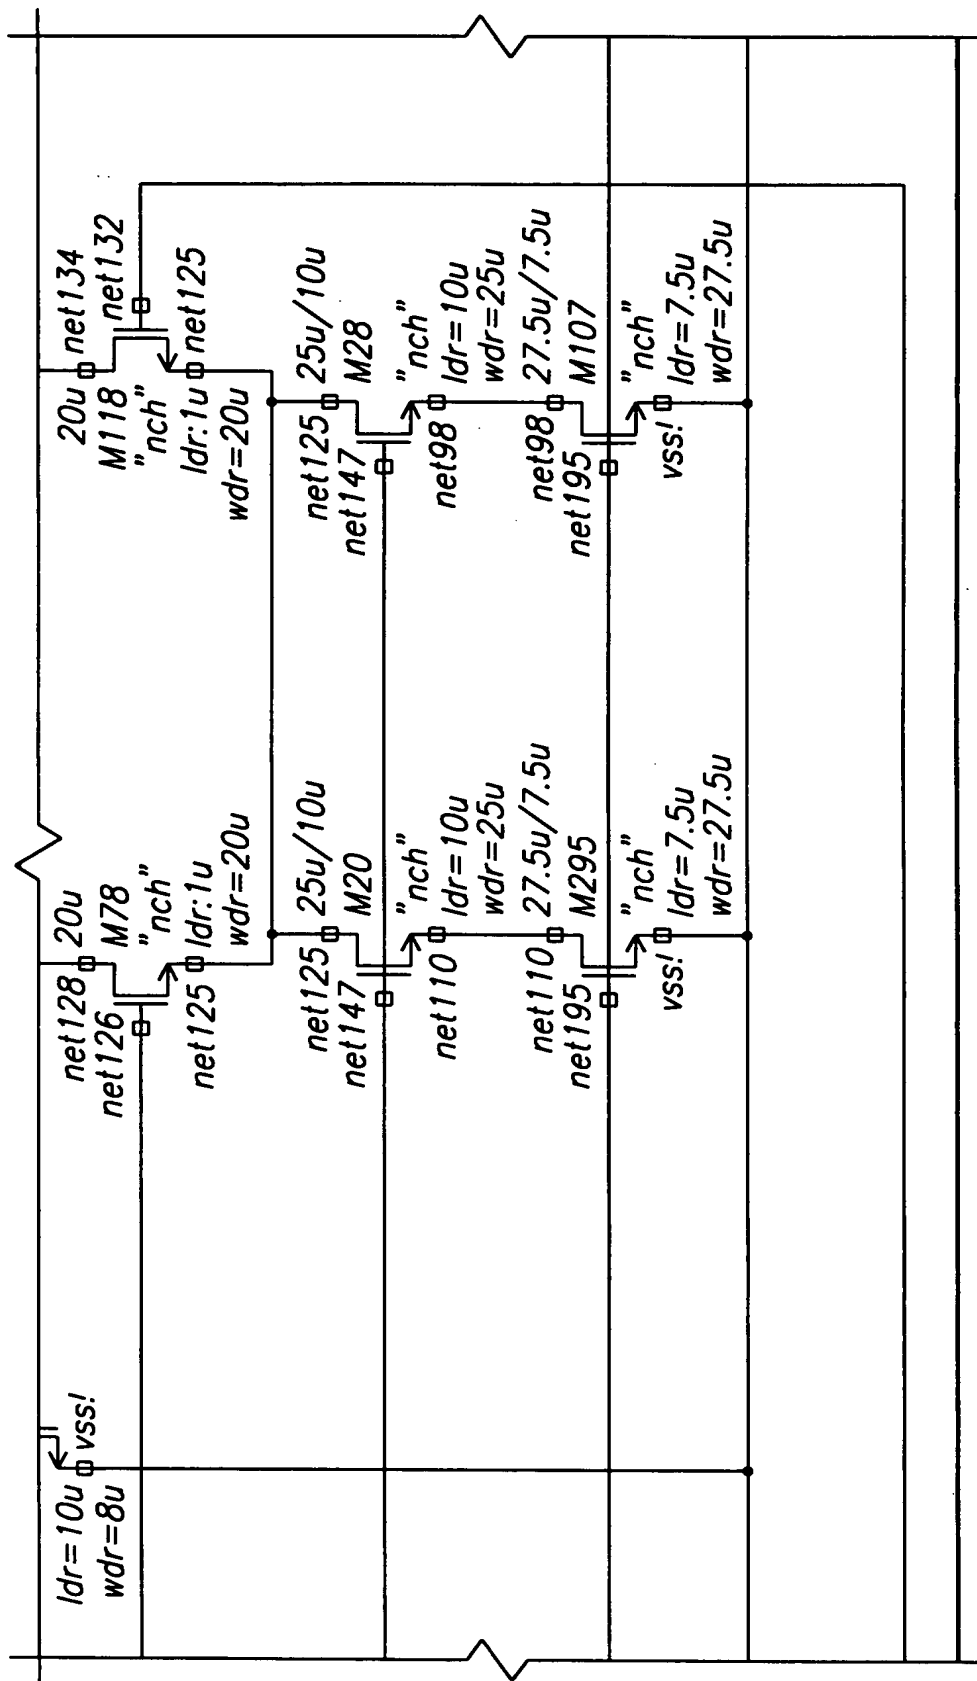 ldr=10u
wdr=8u
vss!
net128
net126
20u
M78
"nch"
ldr:1u
wdr=20u
net125
20u
net134
net132
M118
"nch"
ldr:1u
wdr=20u
net125
net125
net147
25u/10u
M20
"nch"
ldr=10u
wdr=25u
net110
net125
net147
25u/10u
M28
"nch"
ldr=10u
wdr=25u
net98
net110
net195
27.5u/7.5u
M295
"nch"
ldr=7.5u
wdr=27.5u
vss!
net98
net195
27.5u/7.5u
M107
"nch"
ldr=7.5u
wdr=27.5u
vss!